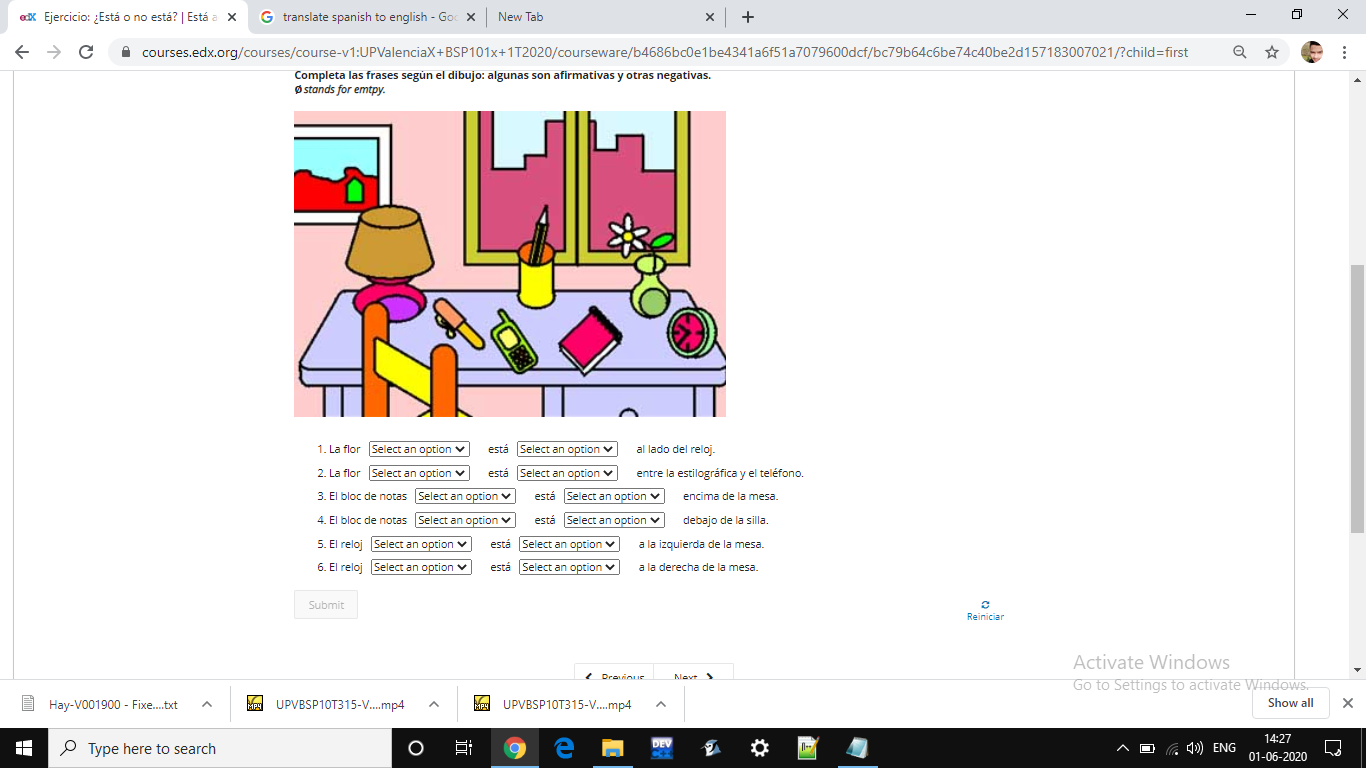 edX Ejercicio: ¿Está o no está? | Está a
translate spanish to english - Goo
New Tab
courses.edx.org/courses/course-v1:UPValenciaX+BSP101x+1T2020/courseware/b4686bc0e1be4341a6f51a7079600dcf/bc79b64c6be74c40be2d157183007021/?child=first
Completa las frases según el dibujo: algunas son afirmativas y otras negativas.
Ø stands for emtpy.
1. La flor Select an option está Select an option al lado del reloj.
2. La flor Select an option está Select an option entre la estilográfica y el teléfono.
3. El bloc de notas Select an option está Select an option encima de la mesa.
4. El bloc de notas Select an option está Select an option debajo de la silla.
5. El reloj Select an option está Select an option a la izquierda de la mesa.
6. El reloj Select an option está Select an option a la derecha de la mesa.
Submit
Reiniciar
Previous Next
Activate Windows
Go to Settings to activate Windows.
Hay-V001900 - Fixe....txt
UPVBSP10T315-V....mp4
UPVBSP10T315-V....mp4
Show all
Type here to search
DEV
ENG
14:27
01-06-2020